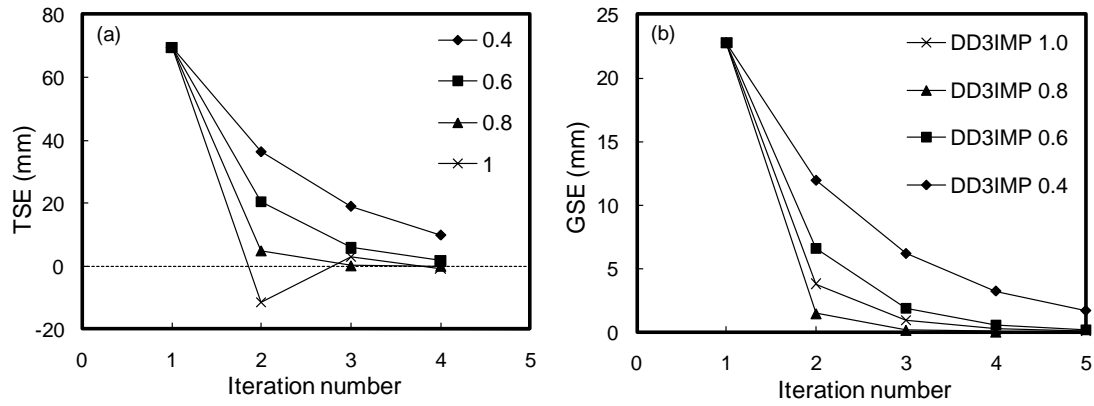 (a)
0.4
0.6
0.8
1
80
60
40
20
0
-20
0 1 2 3 4 5
TSE (mm)
Iteration number
(b)
DD3IMP 1.0
DD3IMP 0.8
DD3IMP 0.6
DD3IMP 0.4
25
20
15
10
5
0
0 1 2 3 4 5
GSE (mm)
Iteration number